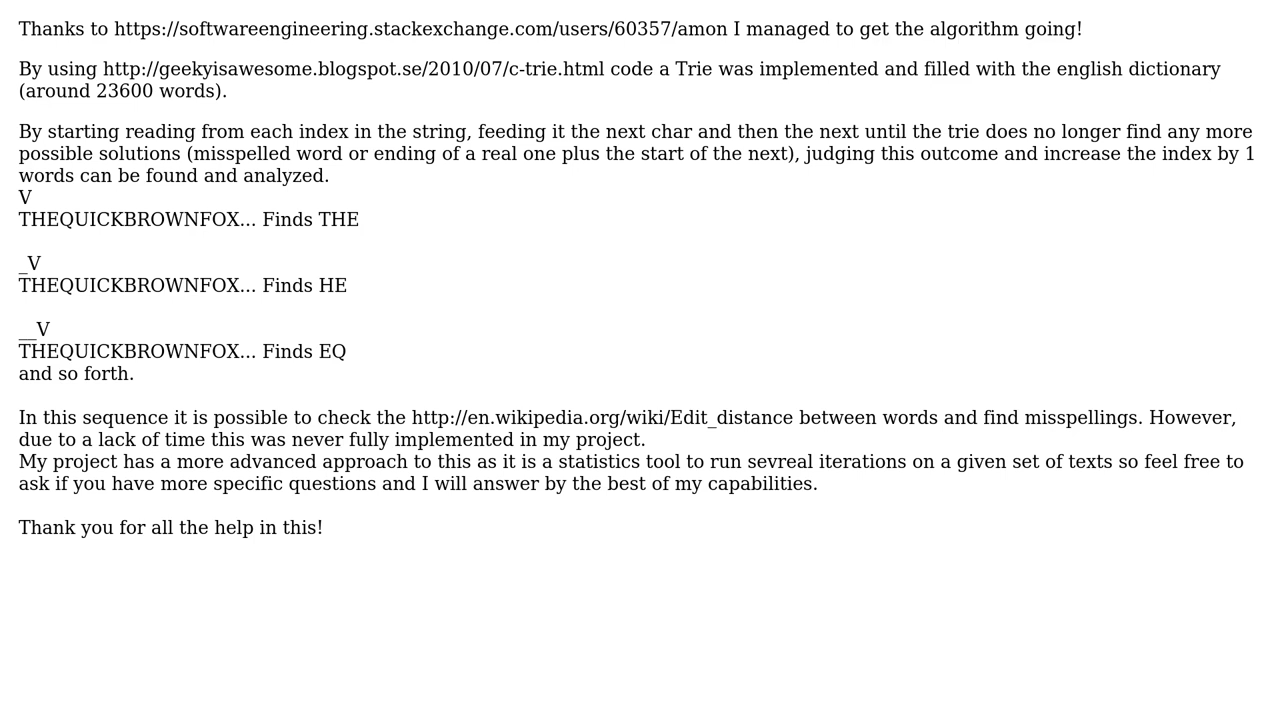 Thanks to https://softwareengineering.stackexchange.com/users/60357/amon I managed to get the algorithm going!
By using http://geekyisawesome.blogspot.se/2010/07/c-trie.html code a Trie was implemented and filled with the english dictionary
(around 23600 words).
By starting reading from each index in the string, feeding it the next char and then the next until the trie does no longer find any more
possible solutions (misspelled word or ending of a real one plus the start of the next), judging this outcome and increase the index by 1
words can be found and analyzed.
V
THEQUICKBROWNFOX... Finds THE
_V
THEQUICKBROWNFOX... Finds HE
__V
THEQUICKBROWNFOX... Finds EQ
and so forth.
In this sequence it is possible to check the http://en.wikipedia.org/wiki/Edit_distance between words and find misspellings. However,
due to a lack of time this was never fully implemented in my project.
My project has a more advanced approach to this as it is a statistics tool to run sevreal iterations on a given set of texts so feel free to
ask if you have more specific questions and I will answer by the best of my capabilities.
Thank you for all the help in this!